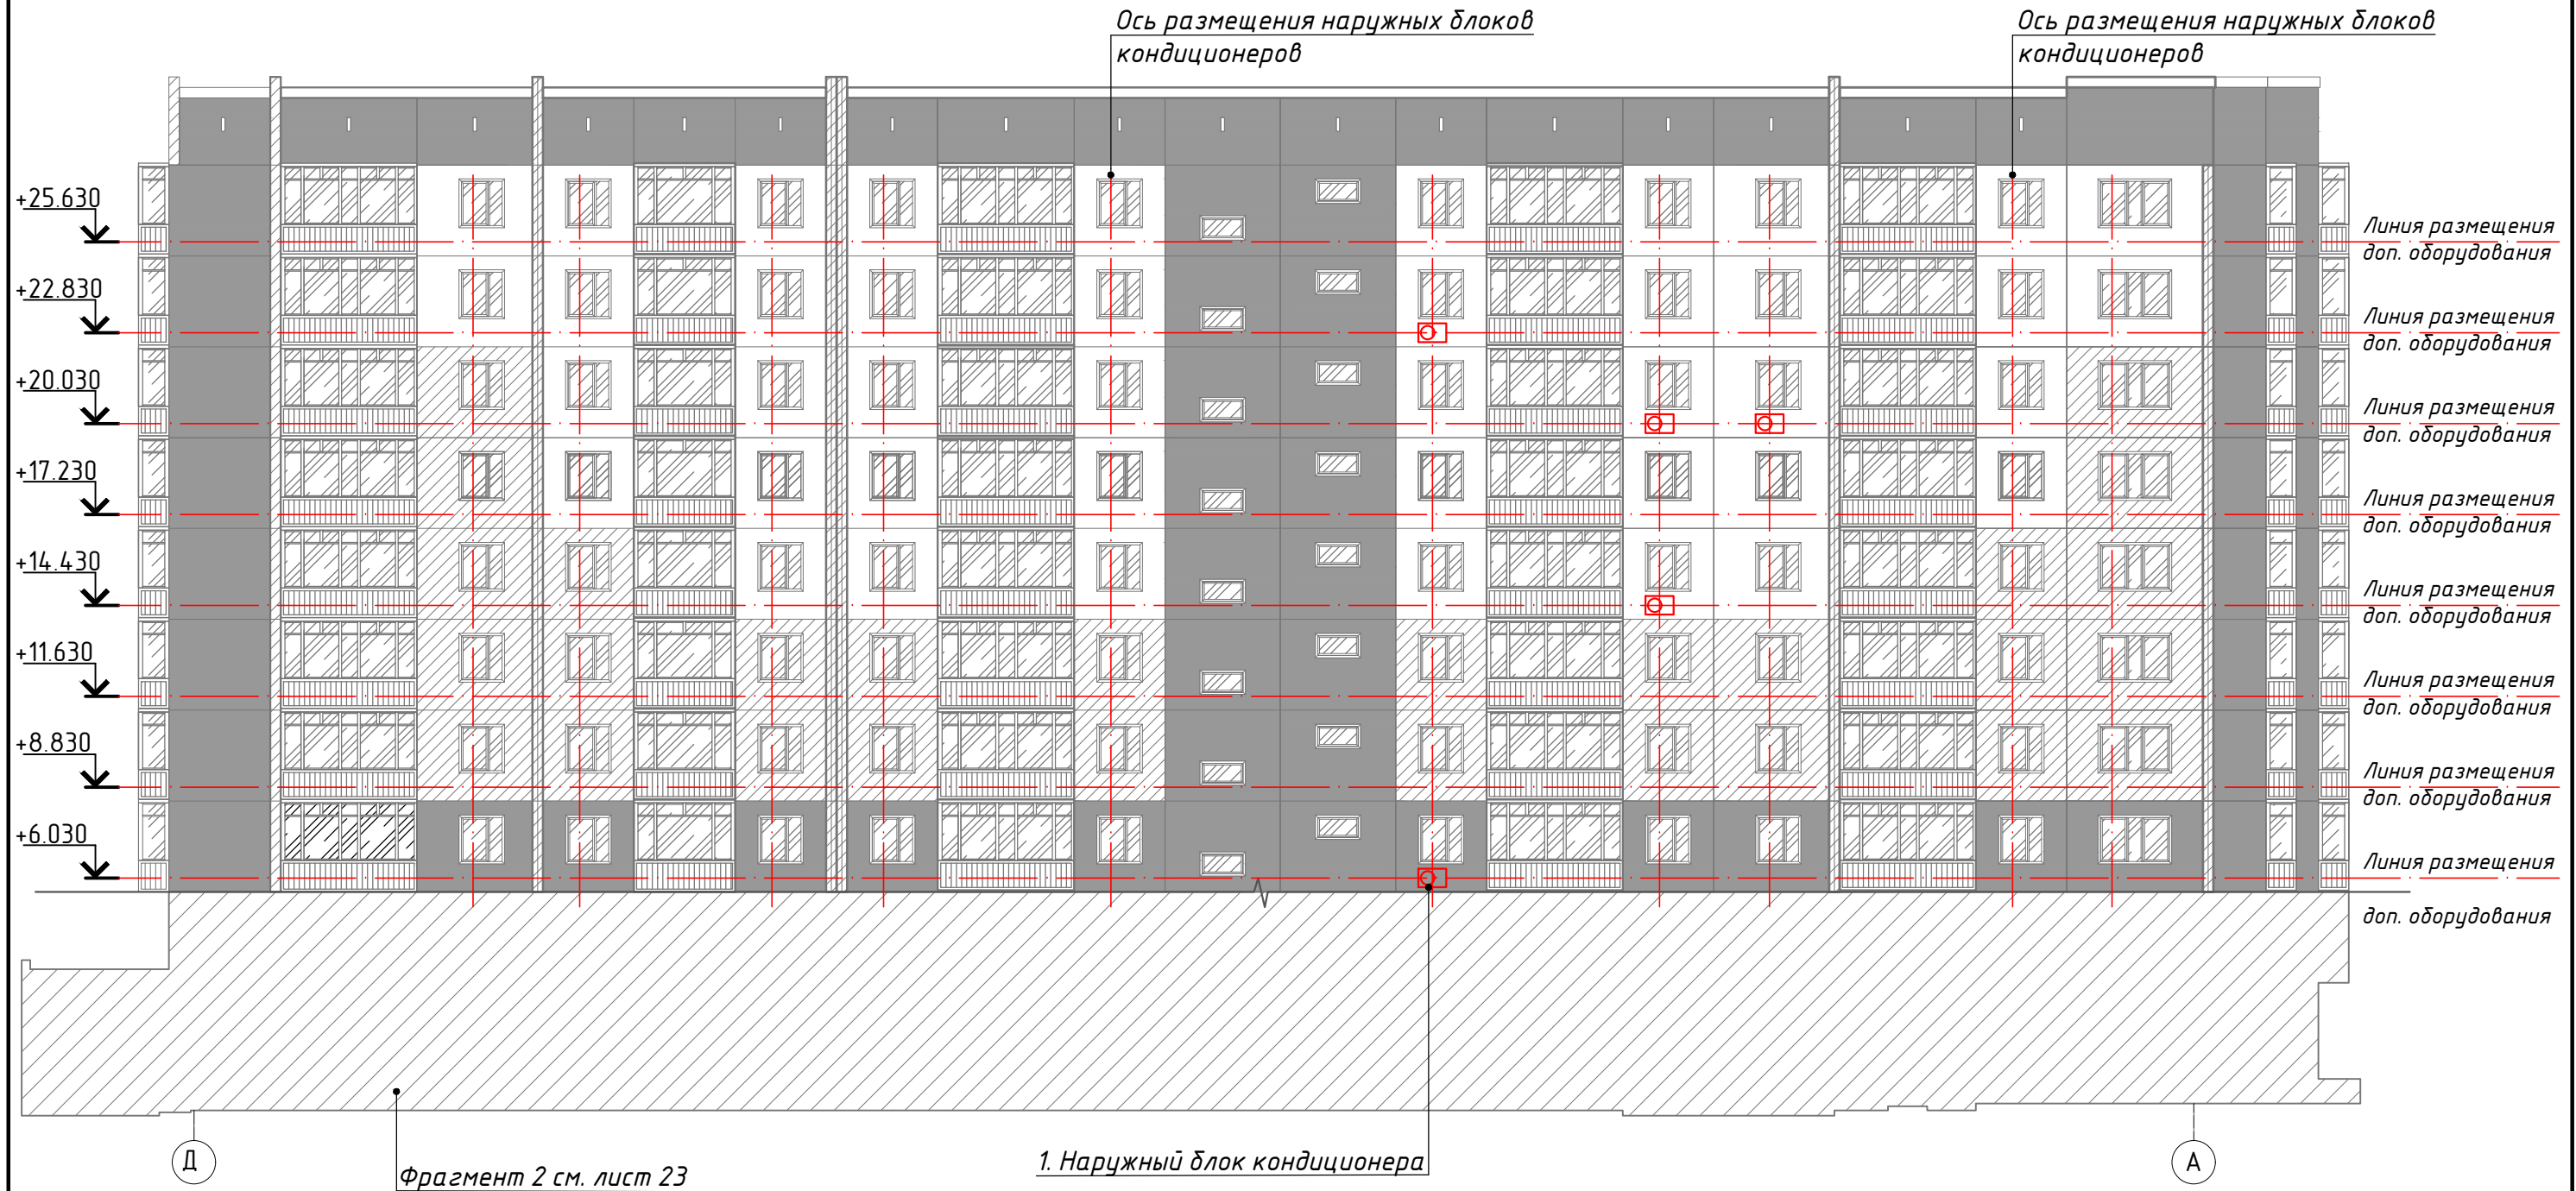 Ось размещения наружных блоков
кондиционеров
Ось размещения наружных блоков
кондиционеров
+25.630
Линия размещения
доп. оборудования
+22.830
Линия размещения
доп. оборудования
+20.030
Линия размещения
доп. оборудования
+17.230
Линия размещения
доп. оборудования
+14.430
Линия размещения
доп. оборудования
+11.630
Линия размещения
доп. оборудования
+8.830
Линия размещения
доп. оборудования
+6.030
Линия размещения
доп. оборудования
Д
Фрагмент 2 см. лист 23
1. Наружный блок кондиционера
А